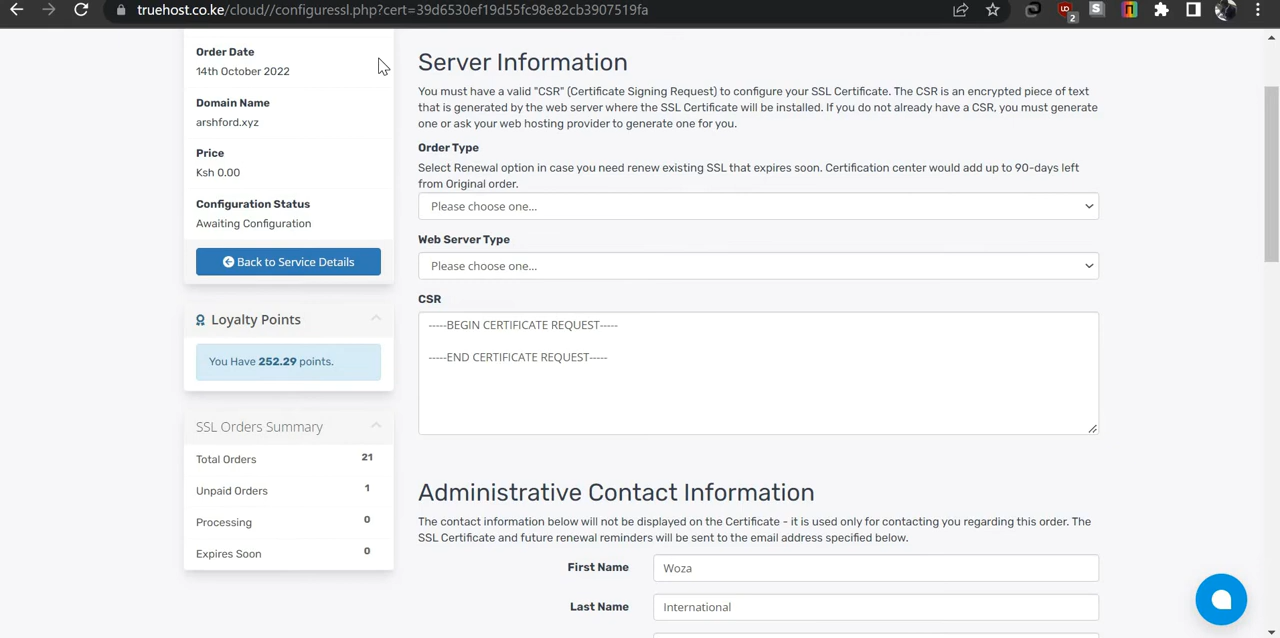 truehost.co.ke/cloud//configuressl.php?cert=39d6530ef19d55fc98e82cb3907519fa
2
Order Date
14th October 2022
Domain Name
arshford.xyz
Price
Ksh 0.00
Configuration Status
Awaiting Configuration
Back to Service Details
Loyalty Points
You Have 252.29 points.
SSL Orders Summary
Total Orders 21
Unpaid Orders 1
Processing 0
Expires Soon 0
Server Information
You must have a valid "CSR" (Certificate Signing Request) to configure your SSL Certificate. The CSR is an encrypted piece of text
that is generated by the web server where the SSL Certificate will be installed. If you do not already have a CSR, you must generate
one or ask your web hosting provider to generate one for you.
Order Type
Select Renewal option in case you need renew existing SSL that expires soon. Certification center would add up to 90-days left
from Original order.
Please choose one...
Web Server Type
Please choose one...
CSR
-----BEGIN CERTIFICATE REQUEST-----
-----END CERTIFICATE REQUEST-----
Administrative Contact Information
The contact information below will not be displayed on the Certificate - it is used only for contacting you regarding this order. The
SSL Certificate and future renewal reminders will be sent to the email address specified below.
First Name Woza
Last Name International